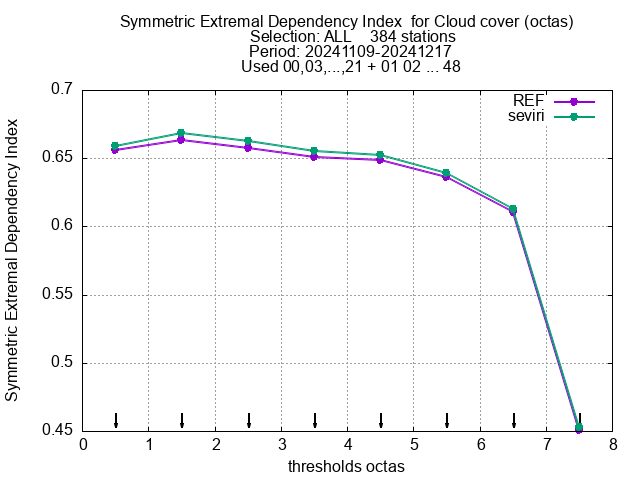 Symmetric Extremal Dependency Index  for Cloud cover (octas)
Selection: ALL    384 stations
Period: 20241109-20241217
Used 00,03,...,21 + 01 02 ... 48
REF
seviri
Symmetric Extremal Dependency Index
0.7
0.65
0.6
0.55
0.5
0.45
0 1 2 3 4 5 6 7 8
thresholds octas